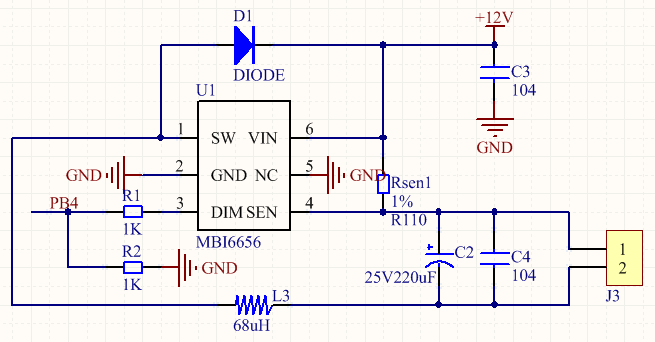 D1
+12V
DIODE
C3
104
U1
GND
1
SW
VIN
6
2
GND
NC
5
GND
GND
Rsen1
1%
R110
PB4
R1
1K
3
DIM
SEN
4
MBI6656
R2
1K
GND
C2
25V220uF
C4
104
1
2
J3
L3
68uH